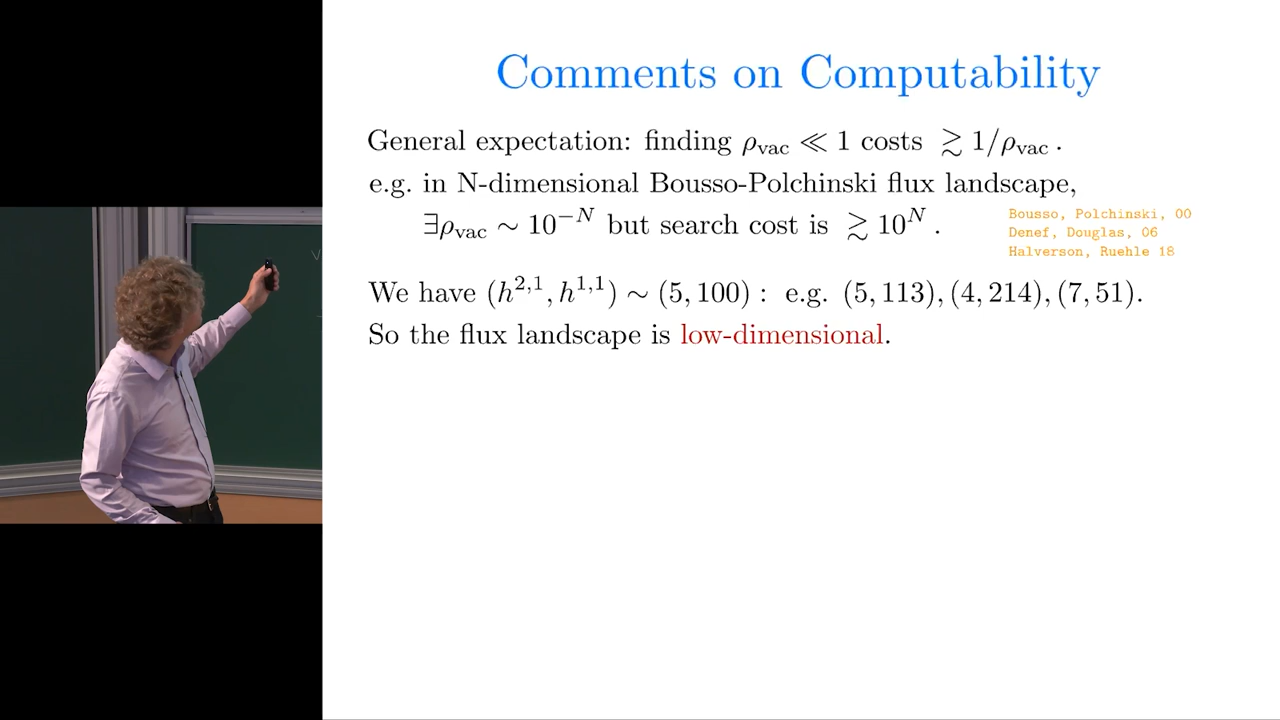 Comments on Computability
General expectation: finding ρ_vac ≪ 1 costs ≳ 1/ρ_vac .
e.g. in N-dimensional Bousso-Polchinski flux landscape,
∃ρ_vac ∼ 10^{-N} but search cost is ≳ 10^N .
Bousso, Polchinski, 00
Denef, Douglas, 06
Halverson, Ruehle 18
We have (h^{2,1}, h^{1,1}) ∼ (5, 100) : e.g. (5, 113), (4, 214), (7, 51).
So the flux landscape is low-dimensional.